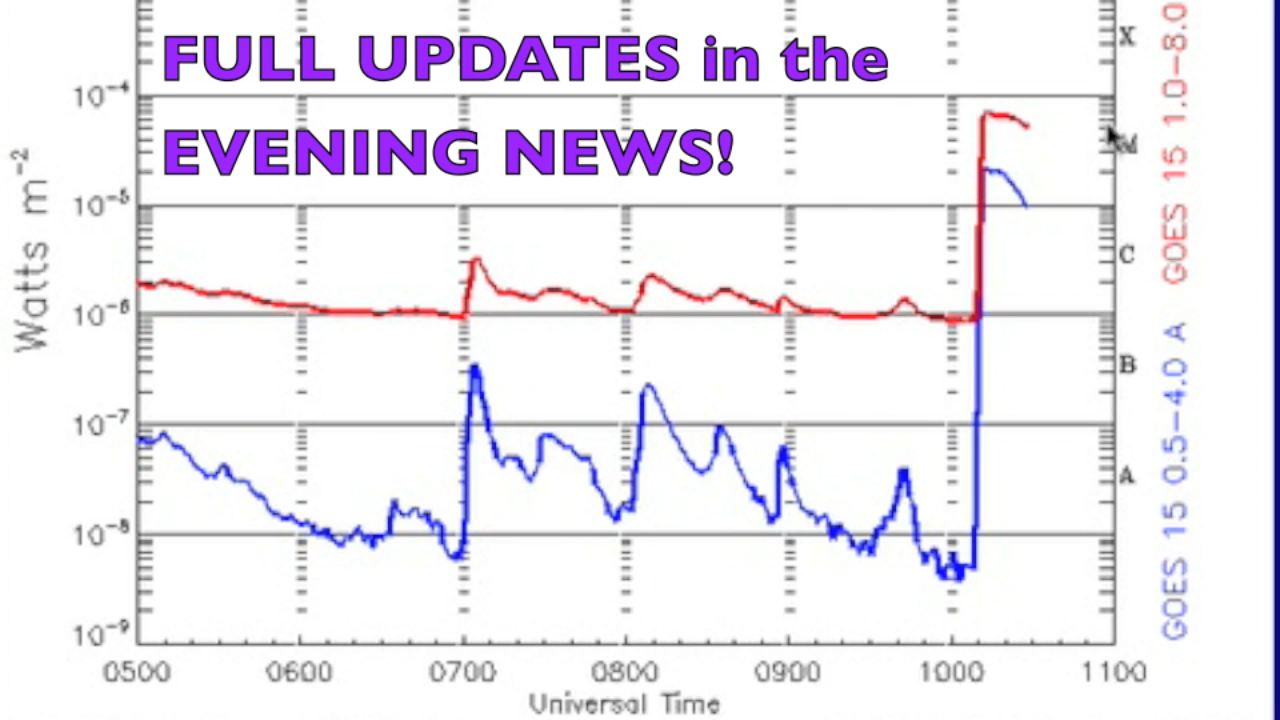 FULL UPDATES in the
EVENING NEWS!
Watts m⁻²
10⁻⁴
10⁻⁵
10⁻⁶
10⁻⁷
10⁻⁸
10⁻⁹
0500 0600 0700 0800 0900 1000 1100
Universal Time
X
M
C
B
A
GOES 15 1.0–8.0
GOES 15 0.5–4.0 A